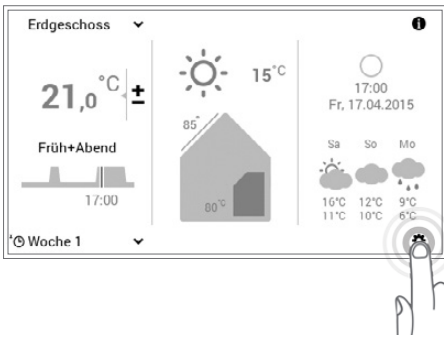 Erdgeschoss
21,0 °C ±
Früh+Abend
17:00
Woche 1
15°C
85°
80°C
17:00
Fr, 17.04.2015
Sa So Mo
16°C 12°C 9°C
11°C 10°C 6°C